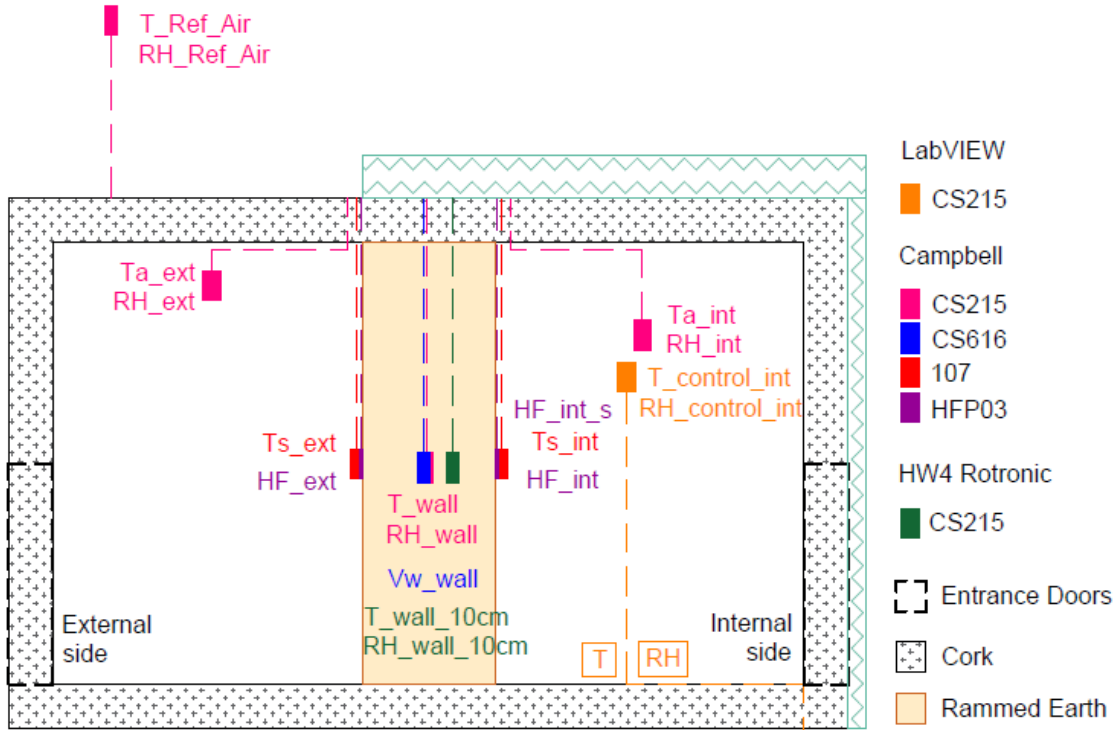 T_Ref_Air
RH_Ref_Air
Ta_ext
RH_ext
Ta_int
RH_int
T_control_int
RH_control_int
HF_int_s
Ts_ext
Ts_int
HF_ext
HF_int
T_wall
RH_wall
Vw_wall
T_wall_10cm
RH_wall_10cm
External
side
Internal
side
T
RH
LabVIEW
CS215
Campbell
CS215
CS616
107
HFP03
HW4 Rotronic
CS215
Entrance Doors
Cork
Rammed Earth